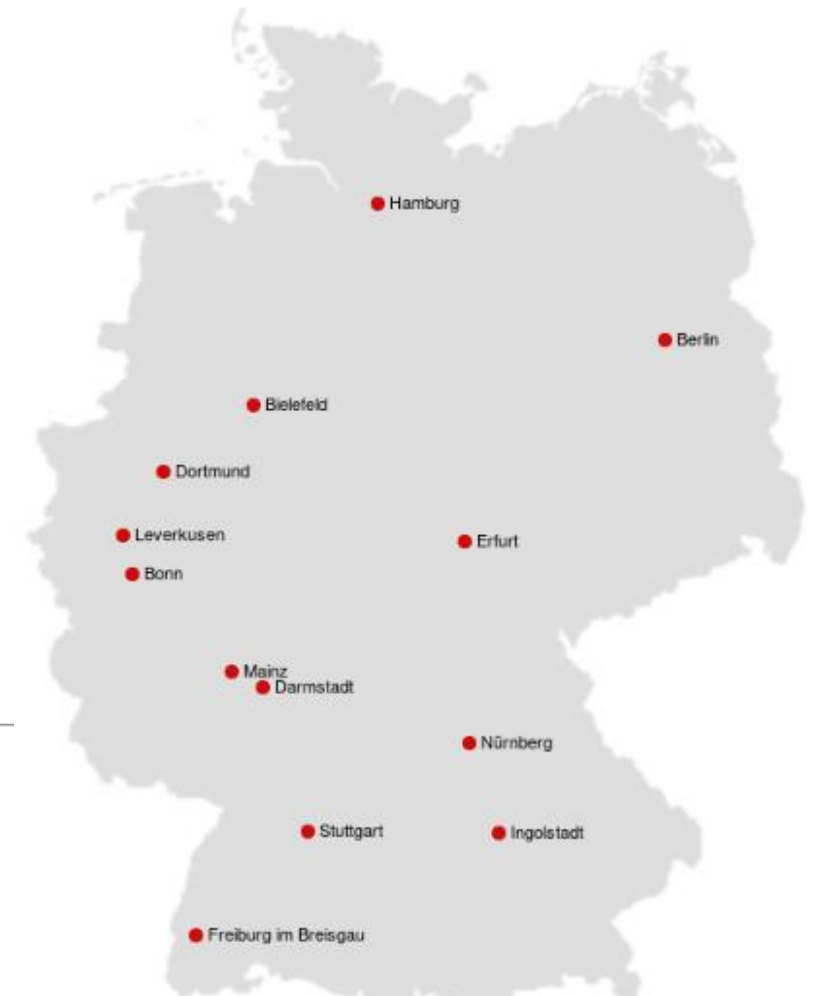 Hamburg
Berlin
Bielefeld
Dortmund
Leverkusen
Erfurt
Bonn
Mainz
Darmstadt
Nürnberg
Stuttgart
Ingolstadt
Freiburg im Breisgau